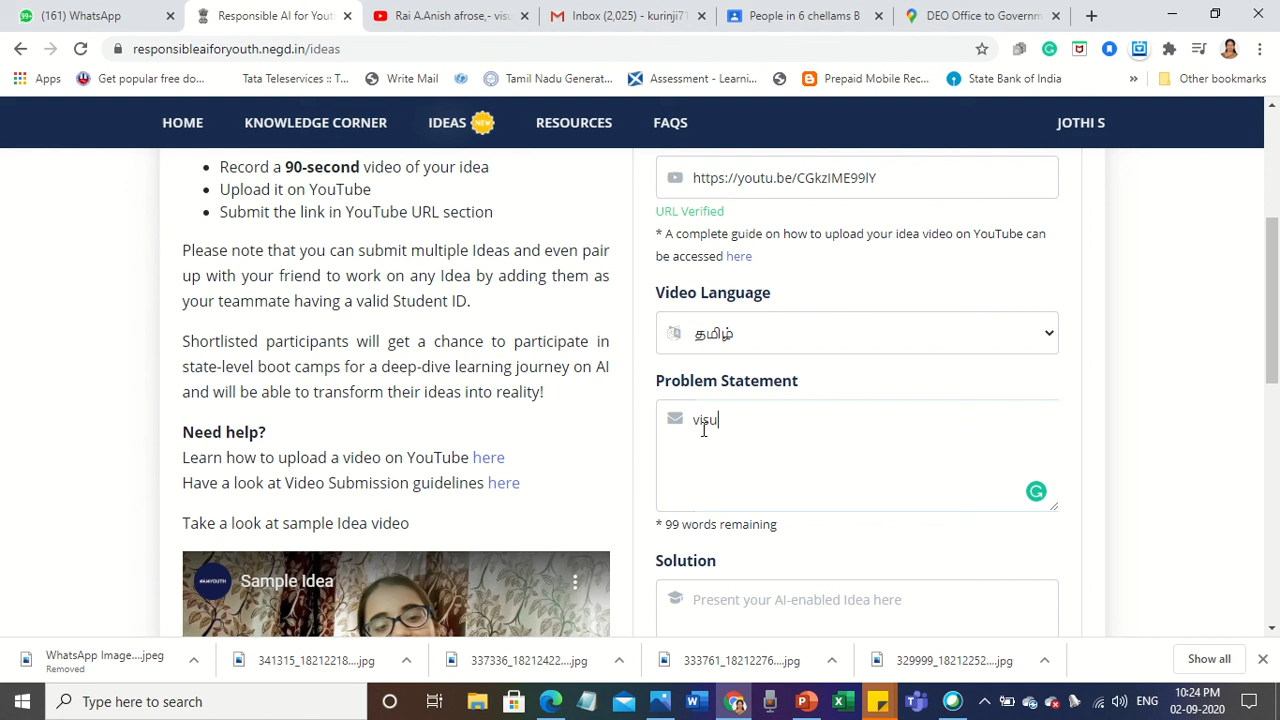 (161) WhatsApp
Responsible AI for Yout
Rai A.Anish afrose,- visu
Inbox (2,025) - kurinji71
People in 6 chellams B
DEO Office to Governm
responsibleaiforyouth.negd.in/ideas
Apps
Get popular free do...
Tata Teleservices :: T...
Write Mail
Tamil Nadu Generat...
Assessment - Learni...
Prepaid Mobile Rec...
State Bank of India
»
Other bookmarks
HOME
KNOWLEDGE CORNER
IDEAS NEW
RESOURCES
FAQS
JOTHI S
• Record a 90-second video of your idea
• Upload it on YouTube
• Submit the link in YouTube URL section
Please note that you can submit multiple Ideas and even pair
up with your friend to work on any Idea by adding them as
your teammate having a valid Student ID.
Shortlisted participants will get a chance to participate in
state-level boot camps for a deep-dive learning journey on AI
and will be able to transform their ideas into reality!
Need help?
Learn how to upload a video on YouTube here
Have a look at Video Submission guidelines here
Take a look at sample Idea video
Sample Idea
https://youtu.be/CGkzIME99lY
URL Verified
* A complete guide on how to upload your idea video on YouTube can
be accessed here
Video Language
தமிழ்
Problem Statement
visu
* 99 words remaining
Solution
Present your AI-enabled Idea here
WhatsApp Image....jpeg
Removed
341315_18212218....jpg
337336_18212422....jpg
333761_18212276....jpg
329999_18212252....jpg
Show all
Type here to search
ENG
10:24 PM
02-09-2020